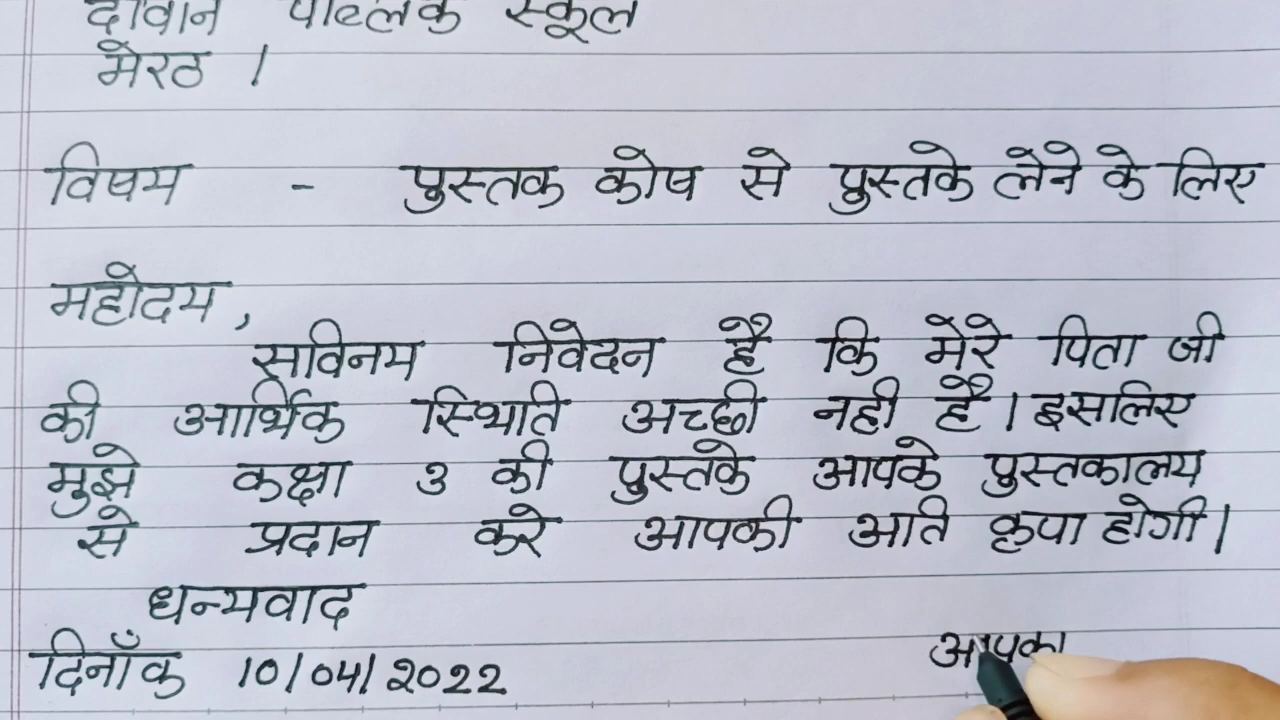 दीवान पब्लिक स्कूल
मेरठ ।
विषय - पुस्तक कोष से पुस्तके लेने के लिए
महोदय,
सविनय निवेदन है कि मेरे पिता जी
की आर्थिक स्थिति अच्छी नही है। इसलिए
मुझे कक्षा 3 की पुस्तके आपके पुस्तकालय
से प्रदान करे आपकी अति कृपा होगी।
धन्यवाद
दिनाँक 10/04/2022
आपका